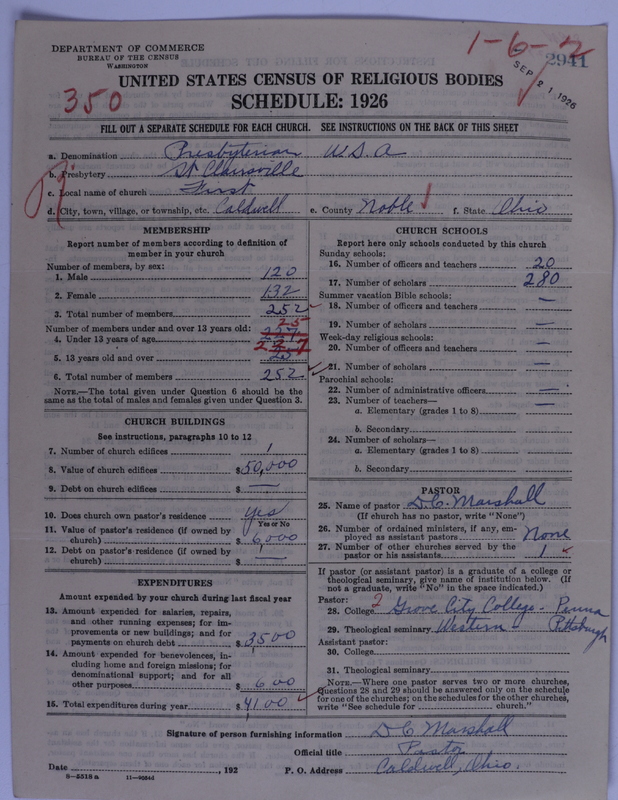 DEPARTMENT OF COMMERCE
BUREAU OF THE CENSUS
WASHINGTON
1-6-2
2941
SEP 21 1926
UNITED STATES CENSUS OF RELIGIOUS BODIES
350
SCHEDULE: 1926
FILL OUT A SEPARATE SCHEDULE FOR EACH CHURCH. SEE INSTRUCTIONS ON THE BACK OF THIS SHEET
a. Denomination Presbyterian U.S.A
b. Presbytery St Clairsville
c. Local name of church First
d. City, town, village, or township, etc. Caldwell e. County Noble f. State Ohio
MEMBERSHIP
Report number of members according to definition of
member in your church
Number of members, by sex:
1. Male 120
2. Female 132
3. Total number of members 252
Number of members under and over 13 years old: 25
4. Under 13 years of age 227
227
5. 13 years old and over 25
6. Total number of members 252
NOTE.—The total given under Question 6 should be
same as the total of males and females given under Question 3.
CHURCH BUILDINGS
See instructions, paragraphs 10 to 12
7. Number of church edifices 1
8. Value of church edifices $50,000
9. Debt on church edifices $ —
10. Does church own pastor's residence yes
Yes or No
11. Value of pastor's residence (if owned by
church) $ 6,000
12. Debt on pastor's residence (if owned by
church) $ —
EXPENDITURES
Amount expended by your church during last fiscal year
13. Amount expended for salaries, repairs,
and other running expenses; for im-
provements or new buildings; and for
payments on church debt $ 3500
14. Amount expended for benevolences, in-
cluding home and foreign missions; for
denominational support; and for all
other purposes $ 600
15. Total expenditures during year $ 4100
CHURCH SCHOOLS
Report here only schools conducted by this church
Sunday schools:
16. Number of officers and teachers 20
17. Number of scholars 280
Summer vacation Bible schools:
18. Number of officers and teachers —
19. Number of scholars —
Week-day religious schools:
20. Number of officers and teachers —
21. Number of scholars —
Parochial schools:
22. Number of administrative officers —
23. Number of teachers— —
a. Elementary (grades 1 to 8)
b. Secondary
24. Number of scholars—
a. Elementary (grades 1 to 8)
b. Secondary
PASTOR
25. Name of pastor D.C. Marshall
(If church has no pastor, write "None")
26. Number of ordained ministers, if any, em-
ployed as assistant pastors None
27. Number of other churches served by the
pastor or his assistants 1
If pastor (or assistant pastor) is a graduate of a college or
theological seminary, give name of institution below. (If
not a graduate, write "No" in the space indicated.)
Pastor:
28. College 2 Grove City College - Penna
29. Theological seminary Western - Pittsburgh
Assistant pastor:
30. College
31. Theological seminary
NOTE.—Where one pastor serves two or more churches,
Questions 28 and 29 should be answered only on the schedule
for one of the churches; on the schedules for the other churches,
write "See schedule for church."
Signature of person furnishing information D C Marshall
Official title Pastor
Date , 192 P. O. Address Caldwell, Ohio.
8-5518a 11-9054d